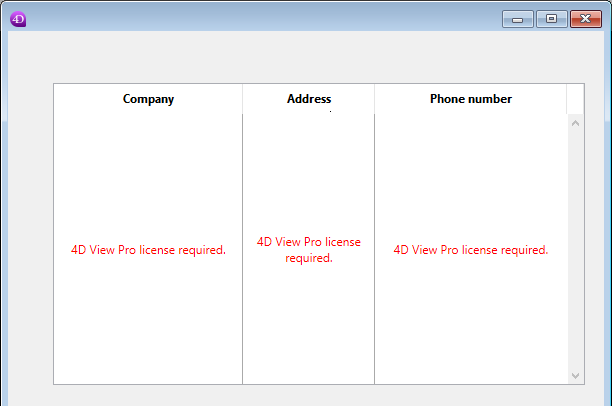 4D
Company
Address
Phone number
4D View Pro license required.
4D View Pro license
required.
4D View Pro license required.